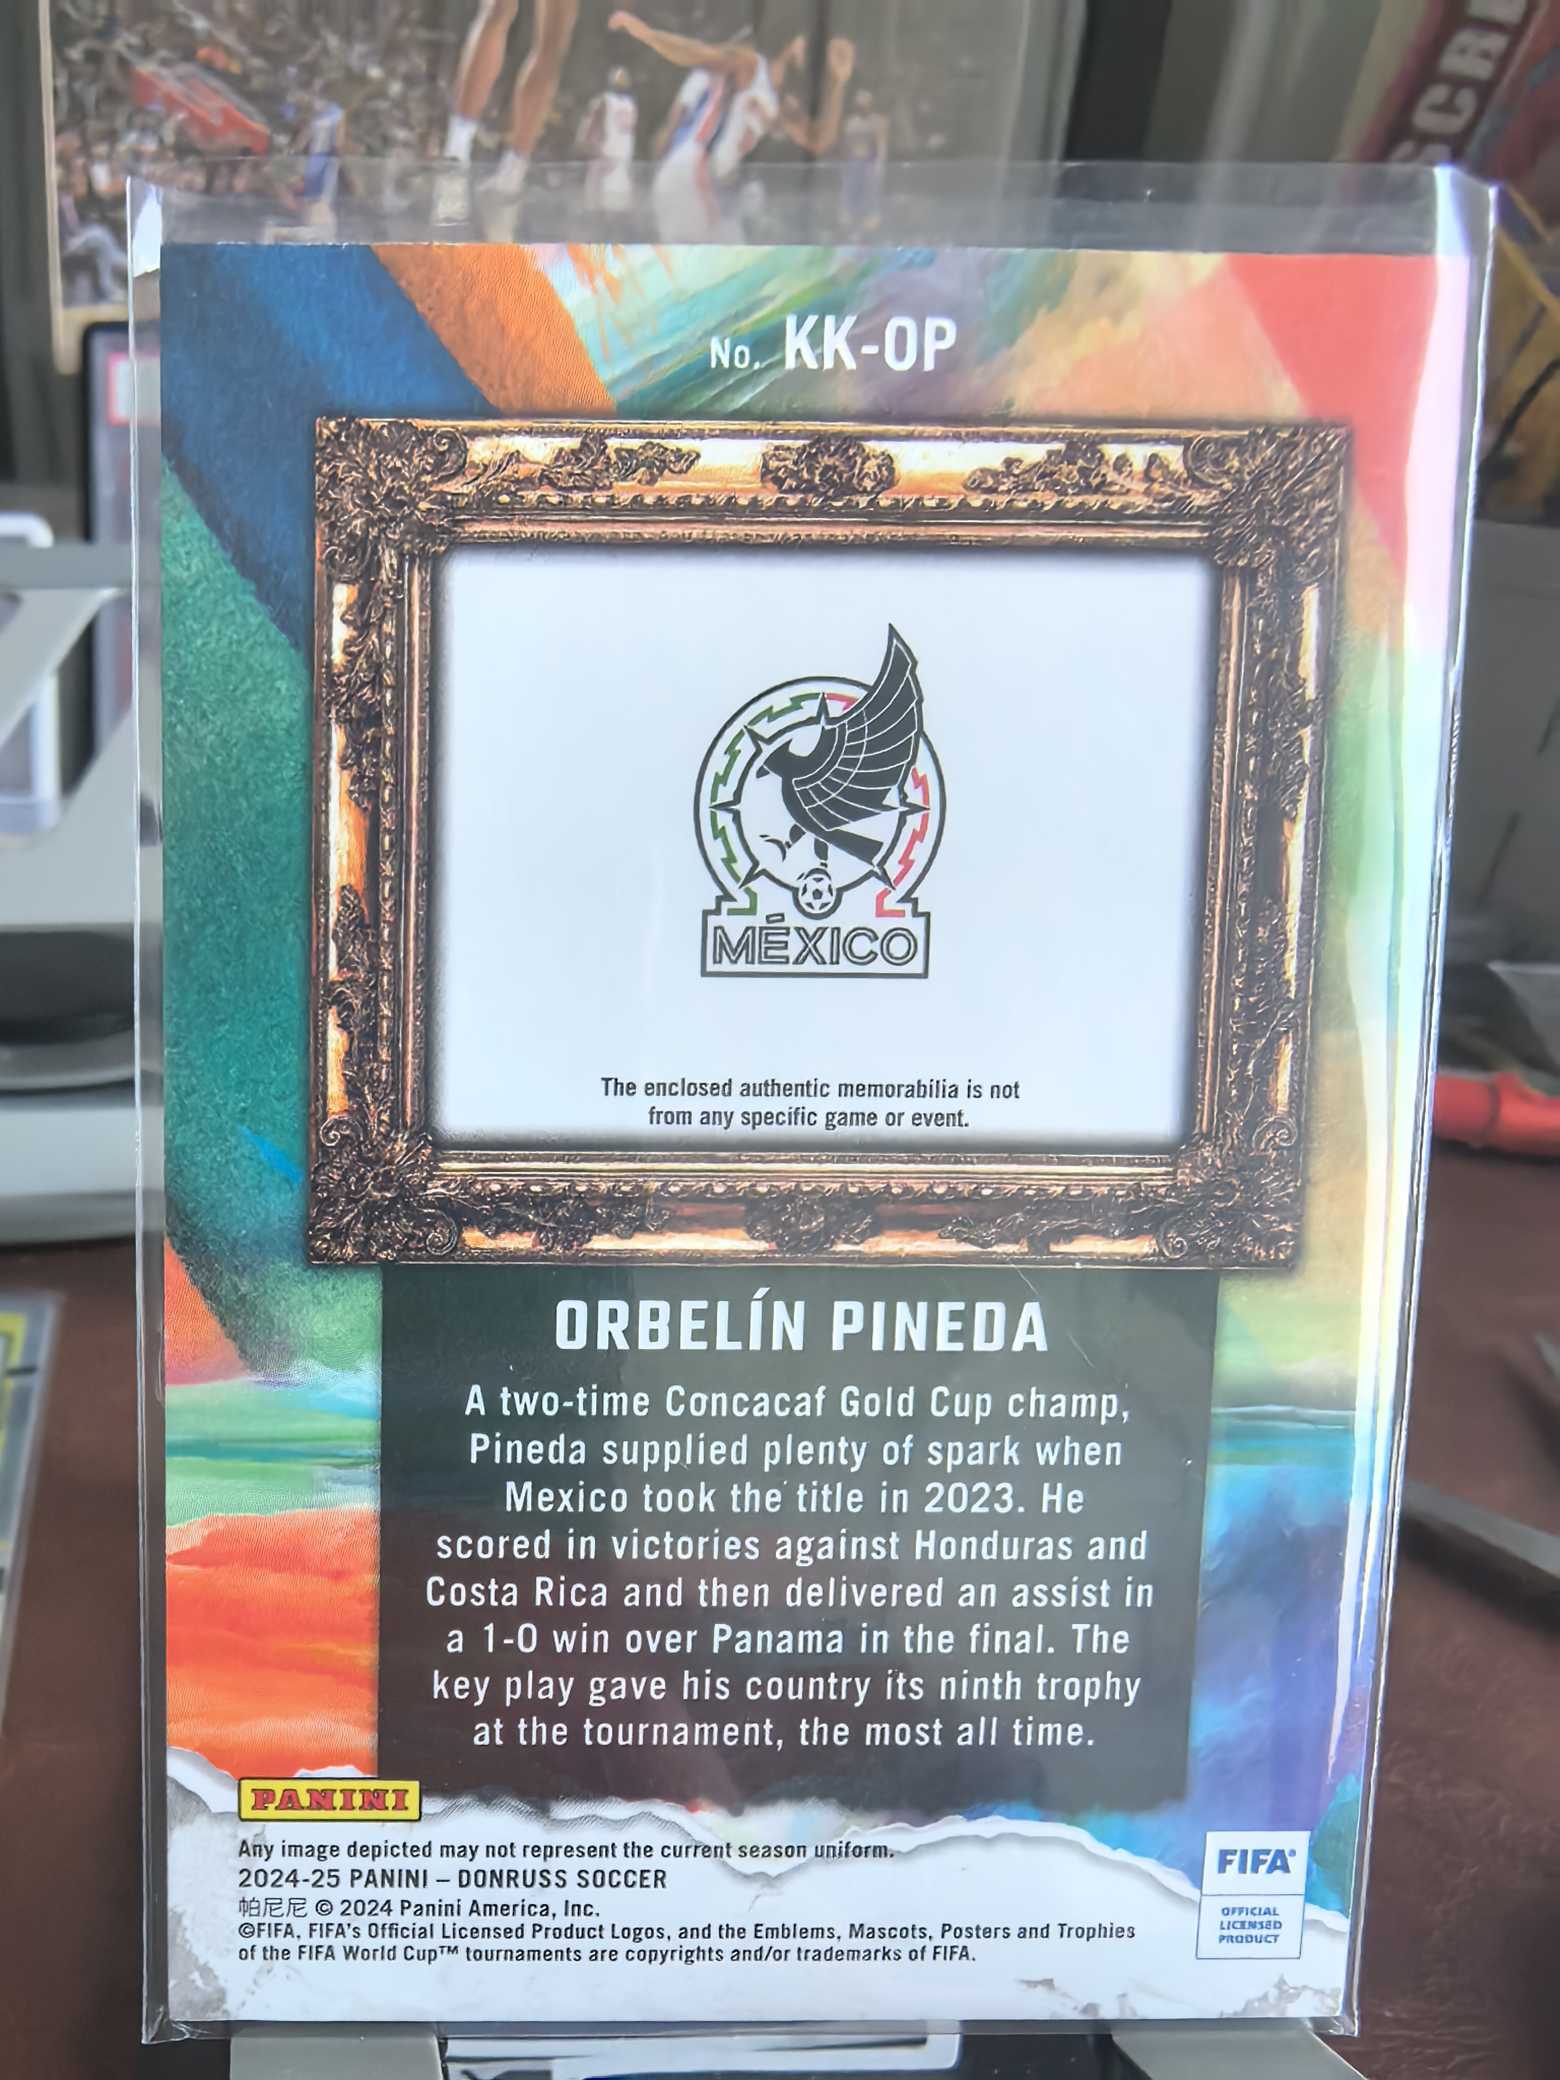 SCRE
No. KK-OP
MÉXICO
The enclosed authentic memorabilia is not
from any specific game or event.
ORBELÍN PINEDA
A two-time Concacaf Gold Cup champ,
Pineda supplied plenty of spark when
Mexico took the title in 2023. He
scored in victories against Honduras and
Costa Rica and then delivered an assist in
a 1-0 win over Panama in the final. The
key play gave his country its ninth trophy
at the tournament, the most all time.
PANINI
Any image depicted may not represent the current season uniform.
2024-25 PANINI – DONRUSS SOCCER
帕尼尼 © 2024 Panini America, Inc.
©FIFA, FIFA's Official Licensed Product Logos, and the Emblems, Mascots, Posters and Trophies
of the FIFA World Cup™ tournaments are copyrights and/or trademarks of FIFA.
FIFA®
OFFICIAL
LICENSED
PRODUCT